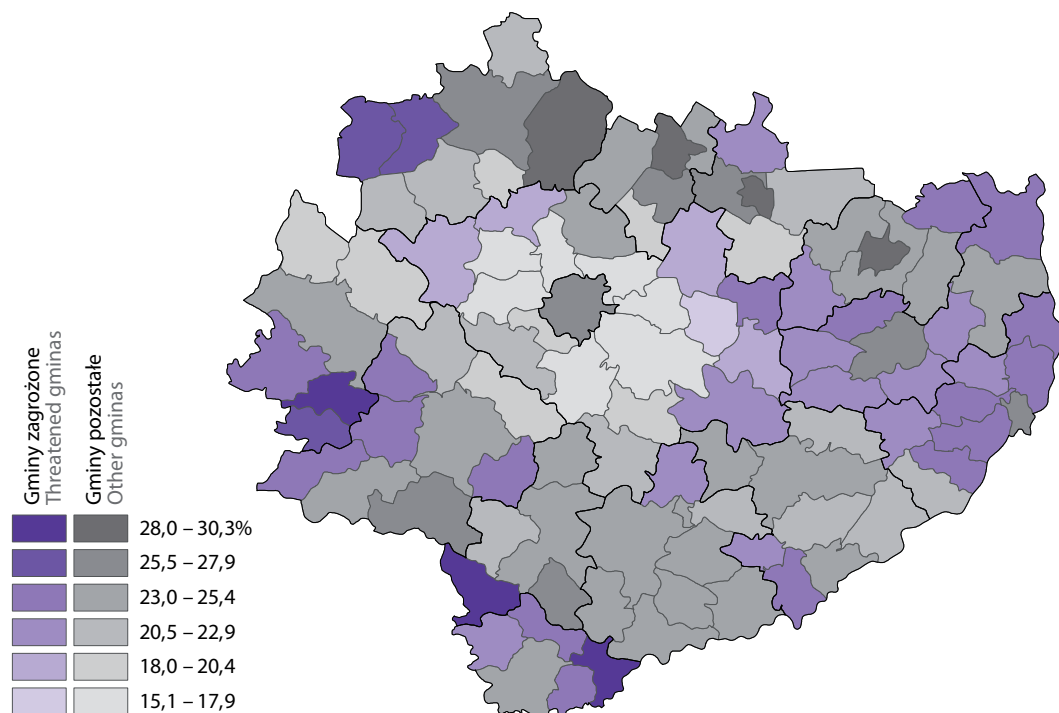 Gminy zagrożone
Threatened gminas
Gminy pozostałe
Other gminas
28,0 – 30,3%
25,5 – 27,9
23,0 – 25,4
20,5 – 22,9
18,0 – 20,4
15,1 – 17,9